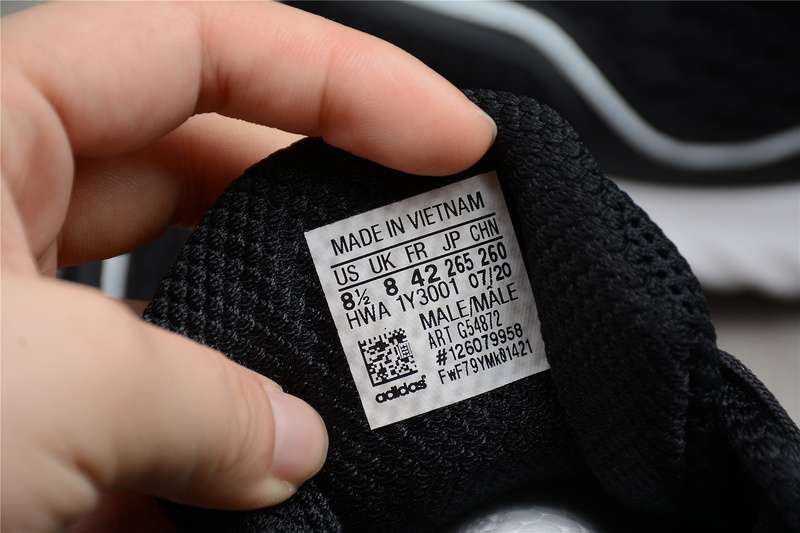 MADE IN VIETNAM
US UK FR JP CHN
8½ 8 42 265 260
HWA 1Y3001 07/20
MALE/MÂLE
ART G54872
#126079958
FwF79YMk01421
adidas®